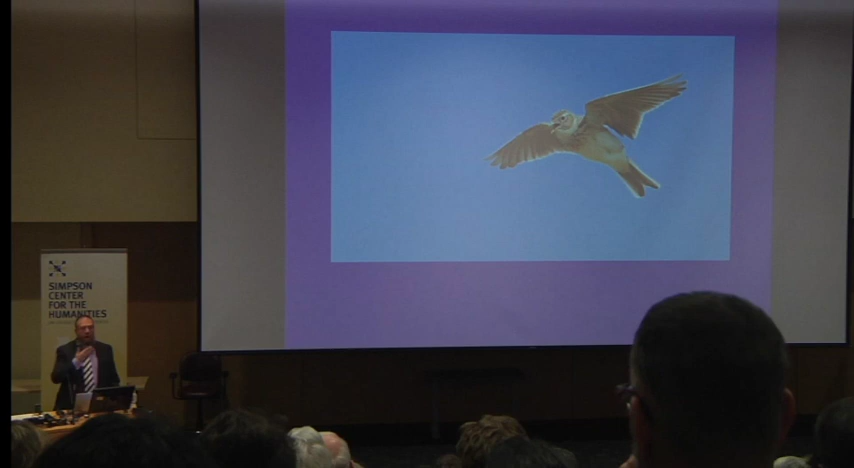 SIMPSON
CENTER
FOR THE
HUMANITIES